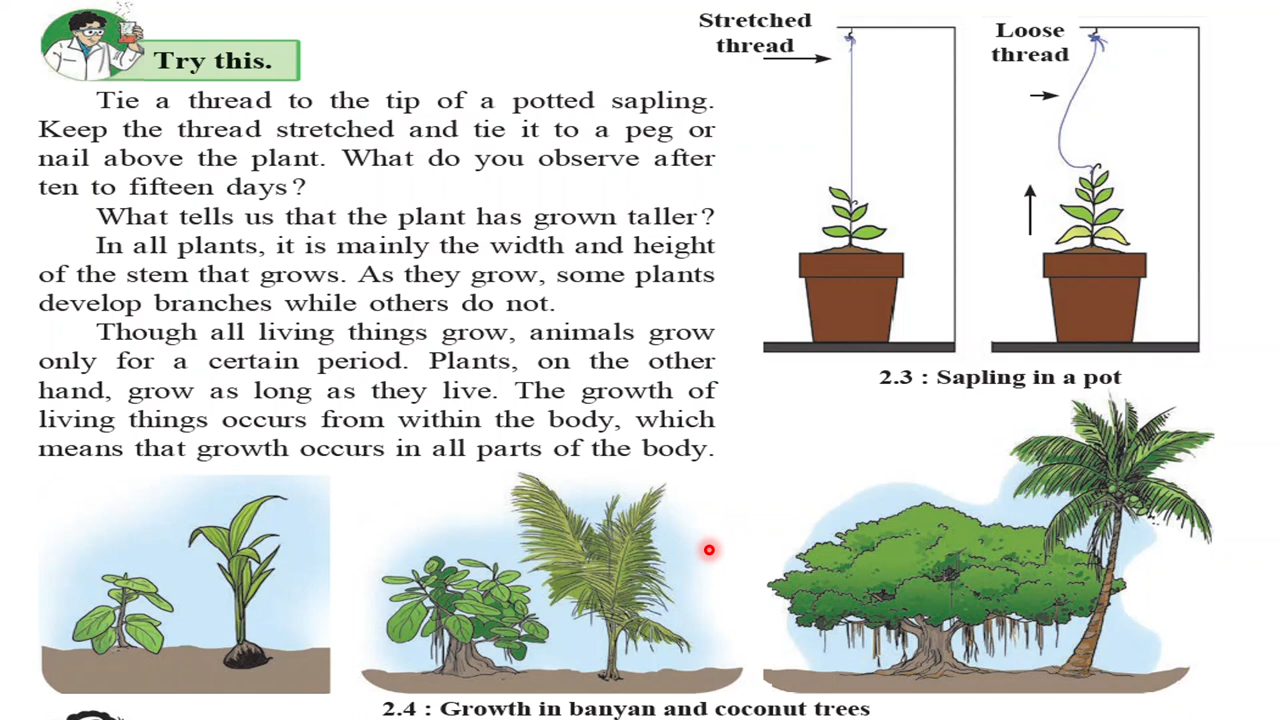 Try this.
Tie a thread to the tip of a potted sapling.
Keep the thread stretched and tie it to a peg or
nail above the plant. What do you observe after
ten to fifteen days?
What tells us that the plant has grown taller?
In all plants, it is mainly the width and height
of the stem that grows. As they grow, some plants
develop branches while others do not.
Though all living things grow, animals grow
only for a certain period. Plants, on the other
hand, grow as long as they live. The growth of
living things occurs from within the body, which
means that growth occurs in all parts of the body.
Stretched
thread
Loose
thread
2.3 : Sapling in a pot
2.4 : Growth in banyan and coconut trees